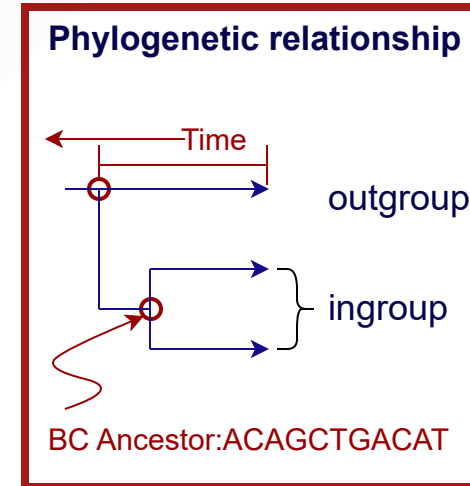 Phylogenetic relationship
Time
outgroup
ingroup
BC Ancestor:ACAGCTGACAT